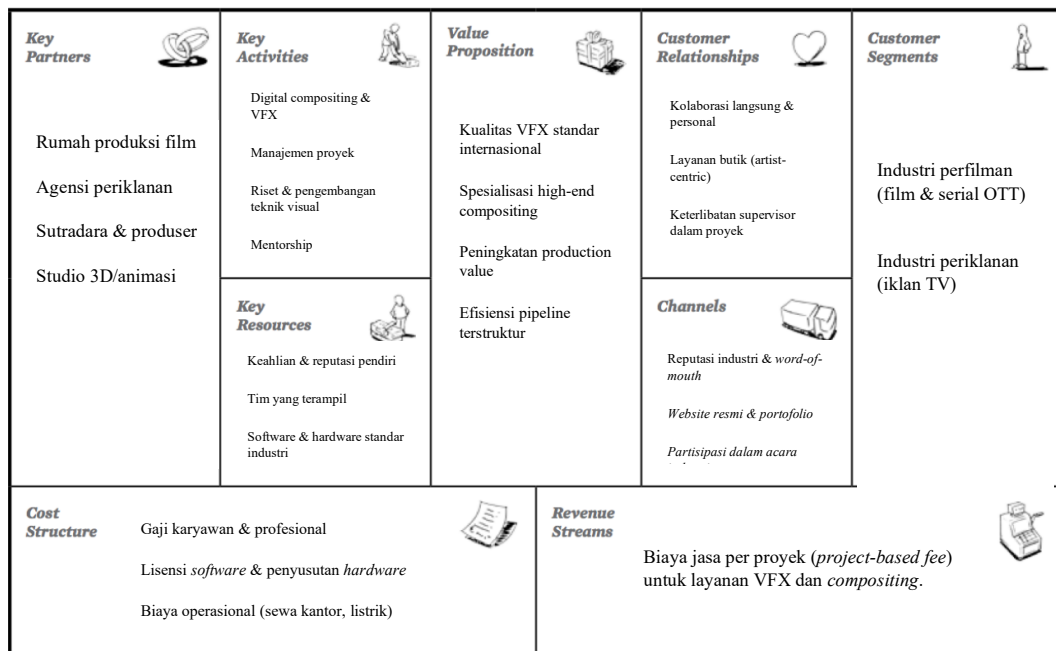 Key
Partners
Rumah produksi film
Agensi periklanan
Sutradara & produser
Studio 3D/animasi
Key
Activities
Digital compositing &
VFX
Manajemen proyek
Riset & pengembangan
teknik visual
Mentorship
Key
Resources
Keahlian & reputasi pendiri
Tim yang terampil
Software & hardware standar
industri
Value
Proposition
Kualitas VFX standar
internasional
Spesialisasi high-end
compositing
Peningkatan production
value
Efisiensi pipeline
terstruktur
Customer
Relationships
Kolaborasi langsung &
personal
Layanan butik (artist-
centric)
Keterlibatan supervisor
dalam proyek
Channels
Reputasi industri & word-of-
mouth
Website resmi & portofolio
Partisipasi dalam acara
Customer
Segments
Industri perfilman
(film & serial OTT)
Industri periklanan
(iklan TV)
Cost
Structure
Gaji karyawan & profesional
Lisensi software & penyusutan hardware
Biaya operasional (sewa kantor, listrik)
Revenue
Streams
Biaya jasa per proyek (project-based fee)
untuk layanan VFX dan compositing.